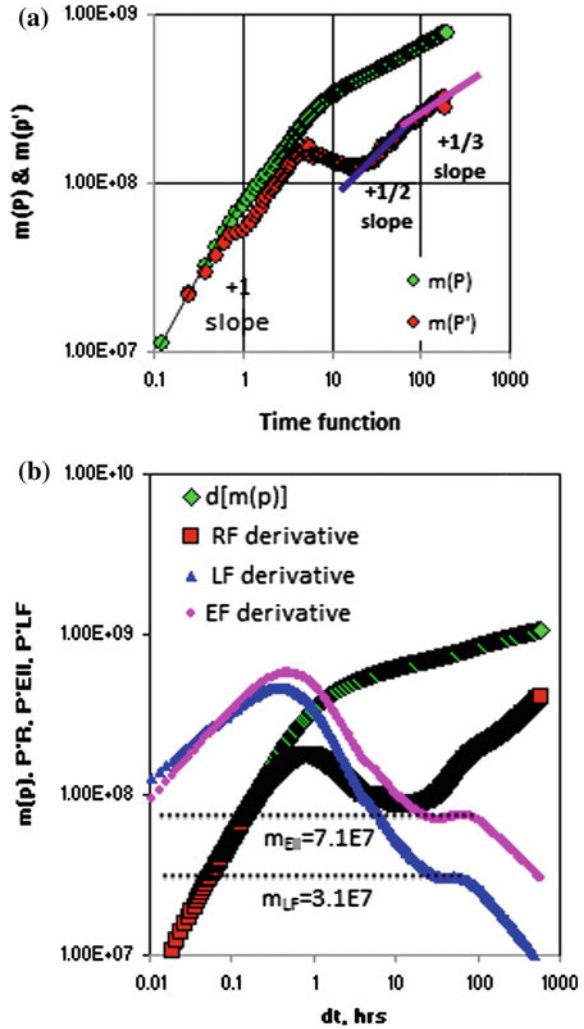 (a)
1.00E+09
1.00E+08
1.00E+07
m(P) & m(p')
+1
slope
+1/2
slope
+1/3
slope
m(P)
m(P')
0.1 1 10 100 1000
Time function
(b)
1.00E+10
1.00E+09
1.00E+08
1.00E+07
m(p). P'R, P'Ell, P'LF
d[m(p)]
RF derivative
LF derivative
EF derivative
mEll=7.1E7
mLF=3.1E7
0.01 0.1 1 10 100 1000
dt, hrs